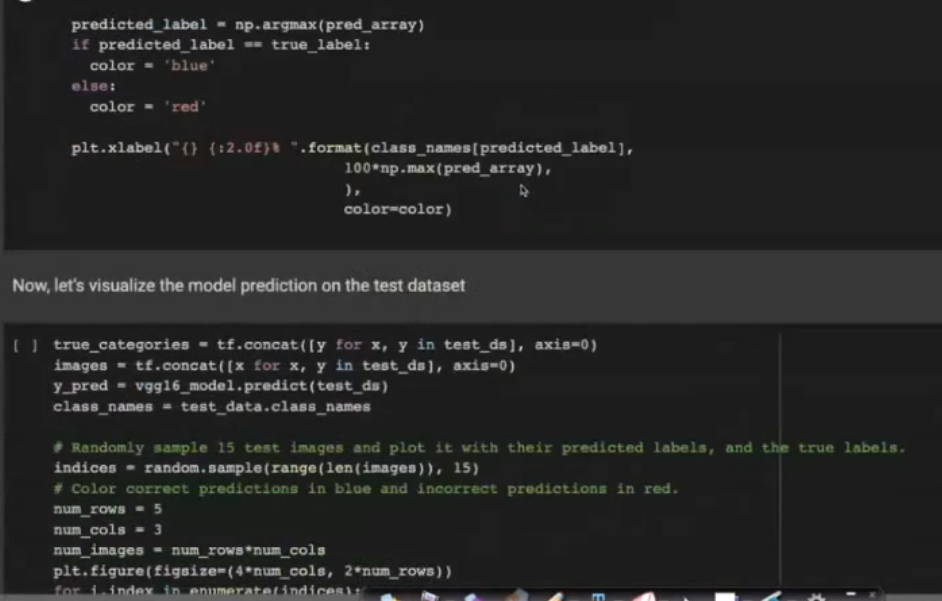 predicted_label = np.argmax(pred_array)
if predicted_label == true_label:
color = 'blue'
else:
color = 'red'
plt.xlabel("{} {:2.0f}% ".format(class_names[predicted_label],
100*np.max(pred_array),
),
color=color)
Now, let's visualize the model prediction on the test dataset
[ ] true_categories = tf.concat([y for x, y in test_ds], axis=0)
images = tf.concat([x for x, y in test_ds], axis=0)
y_pred = vgg16_model.predict(test_ds)
class_names = test_data.class_names
# Randomly sample 15 test images and plot it with their predicted labels, and the true labels.
indices = random.sample(range(len(images)), 15)
# Color correct predictions in blue and incorrect predictions in red.
num_rows = 5
num_cols = 3
num_images = num_rows*num_cols
plt.figure(figsize=(4*num_cols, 2*num_rows))
for i,index in enumerate(indices):